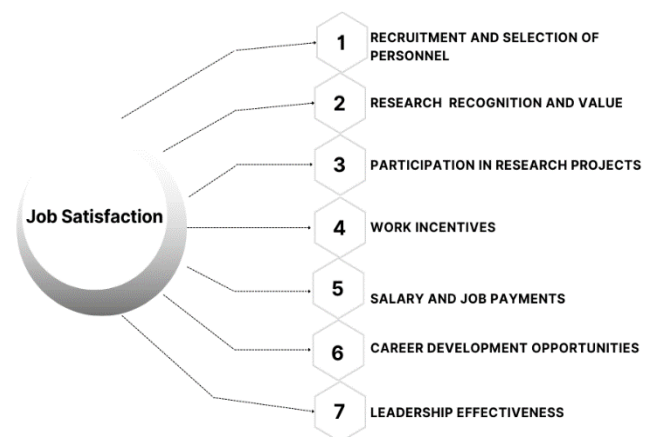 Job Satisfaction
1
RECRUITMENT AND SELECTION OF
PERSONNEL
2
RESEARCH RECOGNITION AND VALUE
3
PARTICIPATION IN RESEARCH PROJECTS
4
WORK INCENTIVES
5
SALARY AND JOB PAYMENTS
6
CAREER DEVELOPMENT OPPORTUNITIES
7
LEADERSHIP EFFECTIVENESS